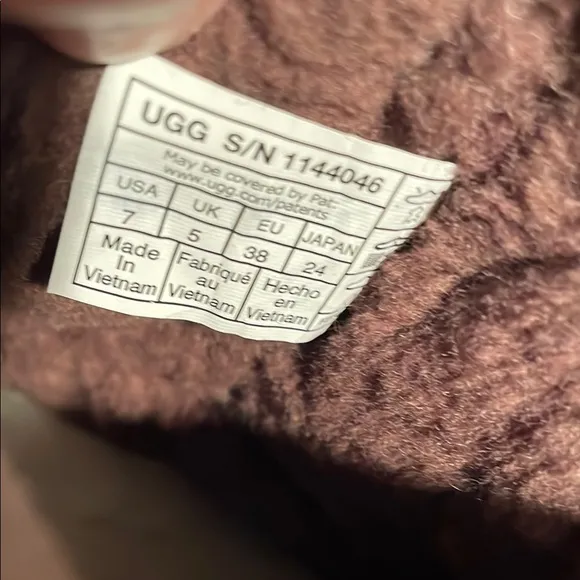 UGG S/N 1144046
May be covered by Pat:
www.ugg.com/patents
USA UK EU JAPAN
7 5 38 24
Made In Vietnam
Fabriqué au Vietnam
Hecho en Vietnam